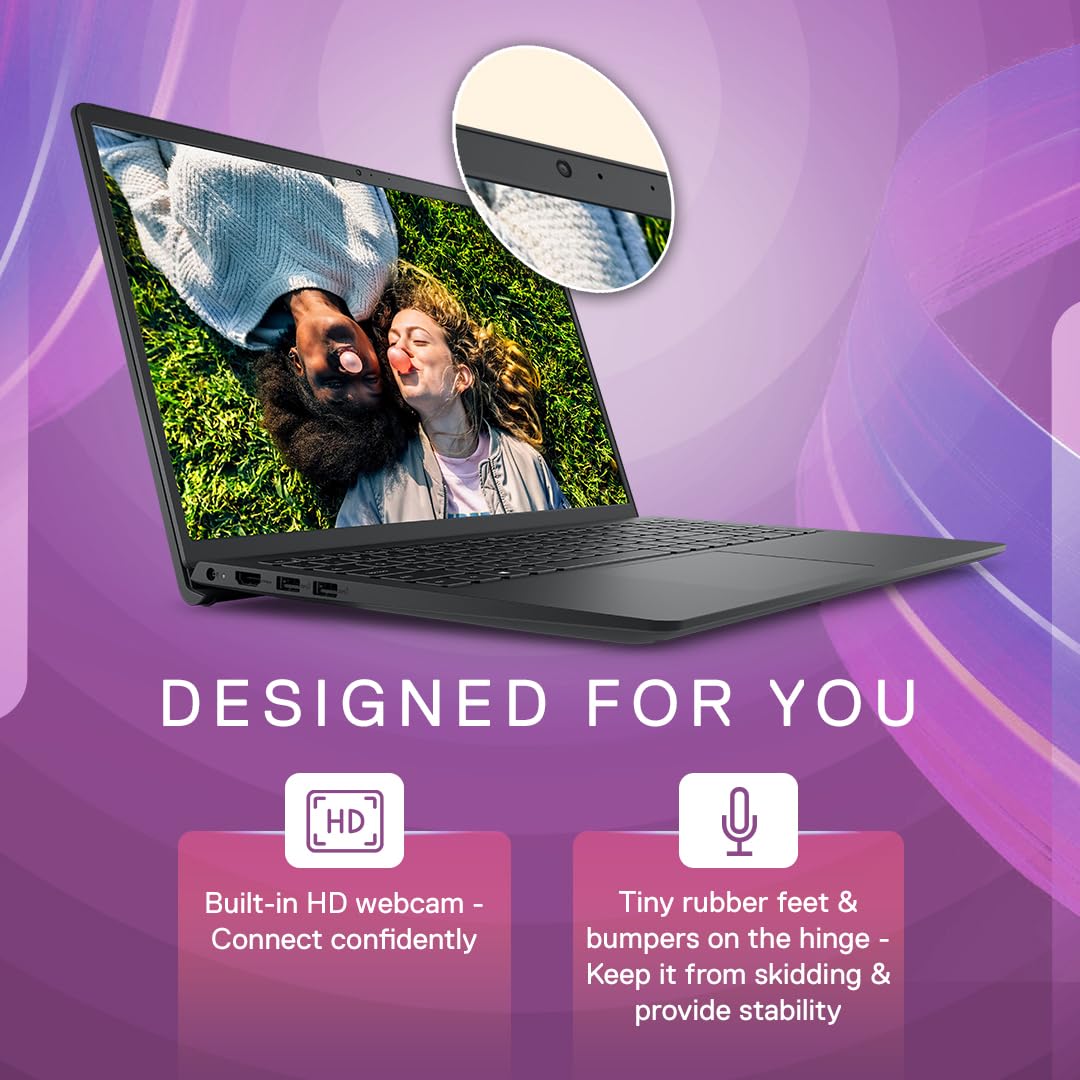 DESIGNED FOR YOU
HD
Built-in HD webcam -
Connect confidently
Tiny rubber feet &
bumpers on the hinge -
Keep it from skidding &
provide stability